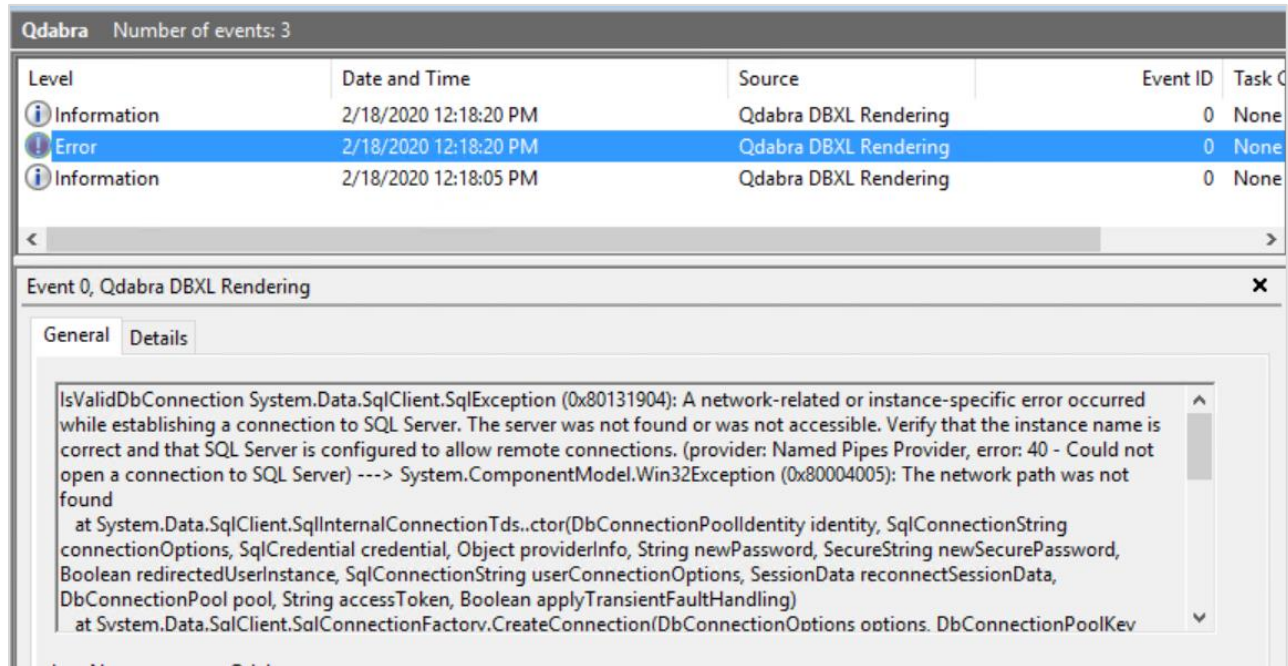 Qdabra Number of events: 3
Level Date and Time Source Event ID Task C
Information 2/18/2020 12:18:20 PM Qdabra DBXL Rendering 0 None
Error 2/18/2020 12:18:20 PM Qdabra DBXL Rendering 0 None
Information 2/18/2020 12:18:05 PM Qdabra DBXL Rendering 0 None
Event 0, Qdabra DBXL Rendering
General Details
IsValidDbConnection System.Data.SqlClient.SqlException (0x80131904): A network-related or instance-specific error occurred
while establishing a connection to SQL Server. The server was not found or was not accessible. Verify that the instance name is
correct and that SQL Server is configured to allow remote connections. (provider: Named Pipes Provider, error: 40 - Could not
open a connection to SQL Server) ---> System.ComponentModel.Win32Exception (0x80004005): The network path was not
found
at System.Data.SqlClient.SqlInternalConnectionTds..ctor(DbConnectionPoolIdentity identity, SqlConnectionString
connectionOptions, SqlCredential credential, Object providerInfo, String newPassword, SecureString newSecurePassword,
Boolean redirectedUserInstance, SqlConnectionString userConnectionOptions, SessionData reconnectSessionData,
DbConnectionPool pool, String accessToken, Boolean applyTransientFaultHandling)
at System.Data.SqlClient.SqlConnectionFactory.CreateConnection(DbConnectionOptions options, DbConnectionPoolKey